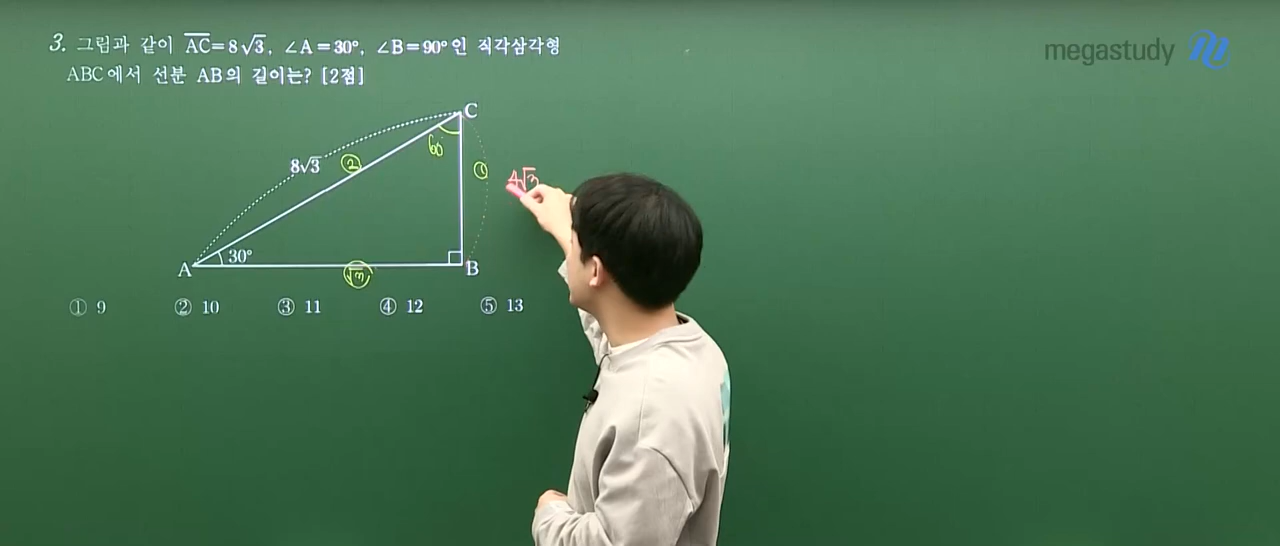 3. 그림과 같이 AC=8√3, ∠A=30°, ∠B=90°인 직각삼각형
ABC에서 선분 AB의 길이는? [2점]
megastudy
C
60
8√3
②
①
4√3
30°
A
√3
B
① 9 ② 10 ③ 11 ④ 12 ⑤ 13